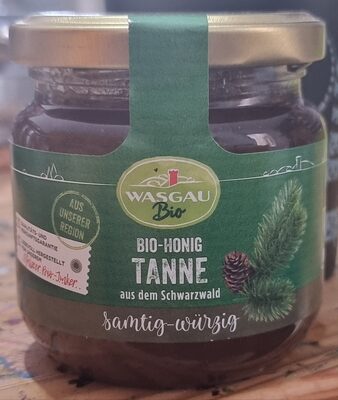 WASGAU
Bio
BIO-HONIG
TANNE
aus dem Schwarzwald
samtig-würzig
AUS
UNSERER
REGION